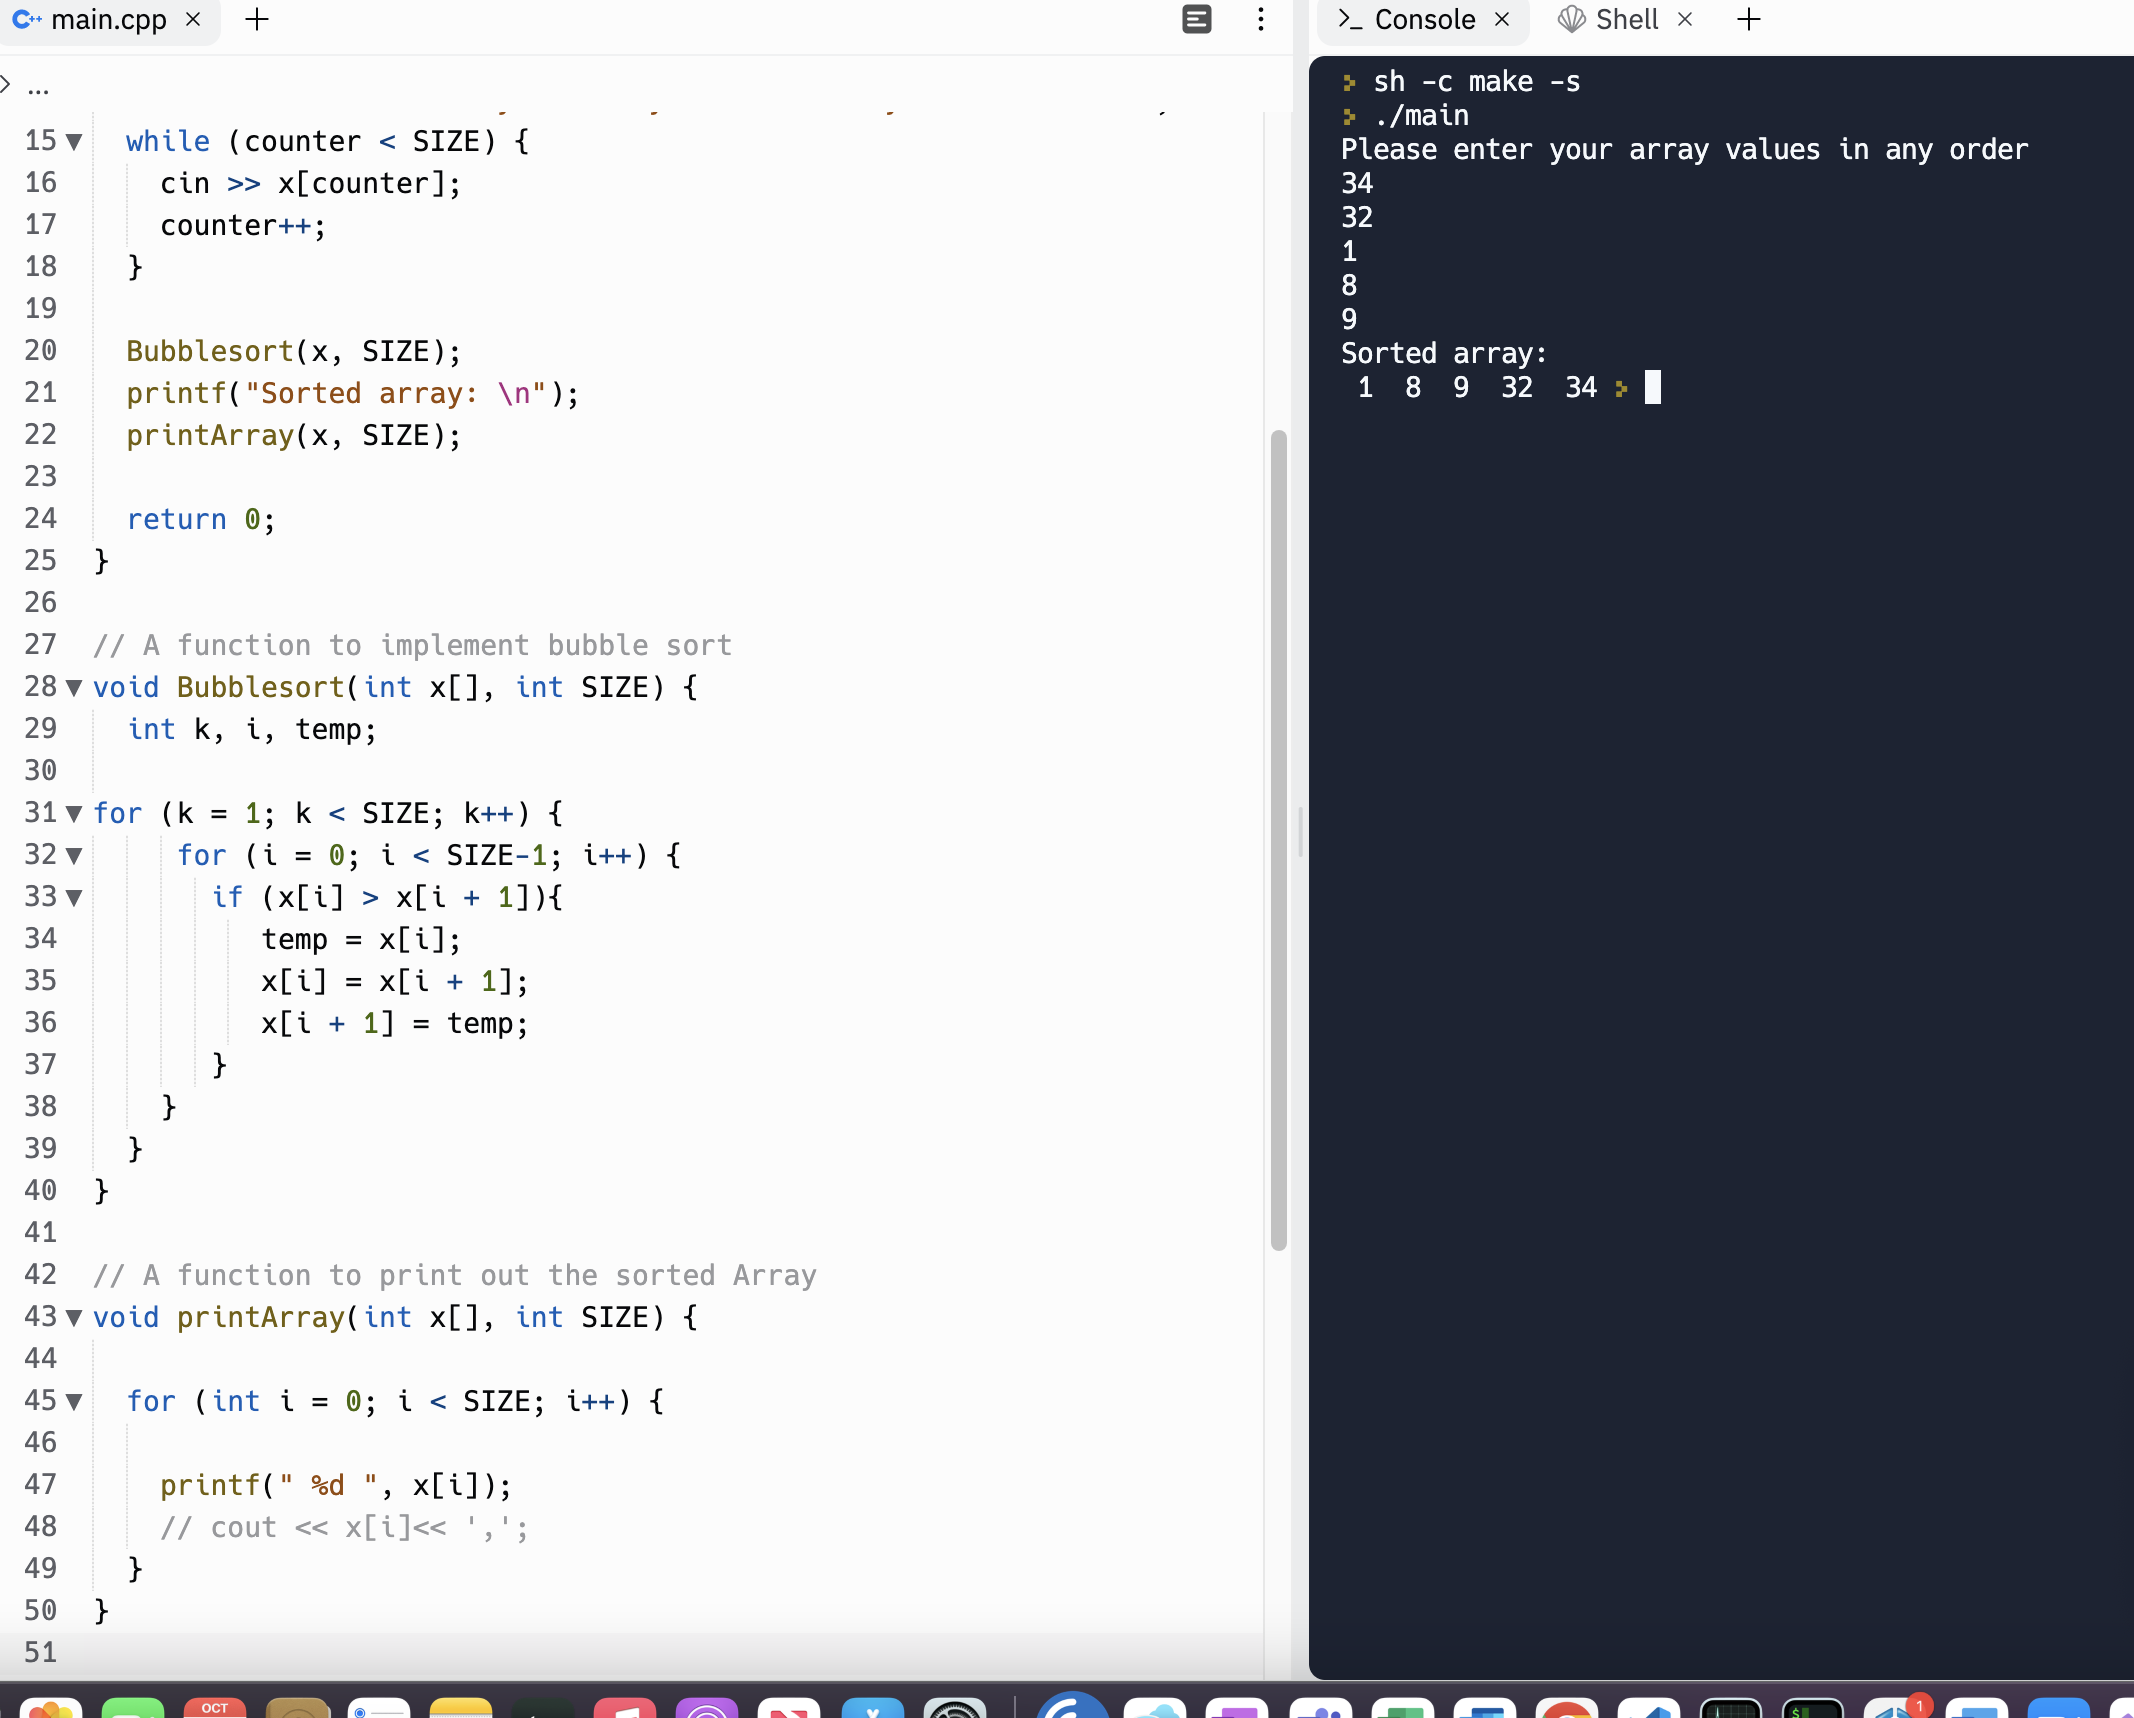 main.cpp
Console
Shell
...
15 while (counter < SIZE) {
16 cin >> x[counter];
17 counter++;
18 }
19
20 Bubblesort(x, SIZE);
21 printf("Sorted array: \n");
22 printArray(x, SIZE);
23
24 return 0;
25 }
26
27 // A function to implement bubble sort
28 void Bubblesort(int x[], int SIZE) {
29 int k, i, temp;
30
31 for (k = 1; k < SIZE; k++) {
32 for (i = 0; i < SIZE-1; i++) {
33 if (x[i] > x[i + 1]){
34 temp = x[i];
35 x[i] = x[i + 1];
36 x[i + 1] = temp;
37 }
38 }
39 }
40 }
41
42 // A function to print out the sorted Array
43 void printArray(int x[], int SIZE) {
44
45 for (int i = 0; i < SIZE; i++) {
46
47 printf(" %d ", x[i]);
48 // cout << x[i]<< ',';
49 }
50 }
51
sh -c make -s
./main
Please enter your array values in any order
34
32
1
8
9
Sorted array:
1 8 9 32 34
OCT
1